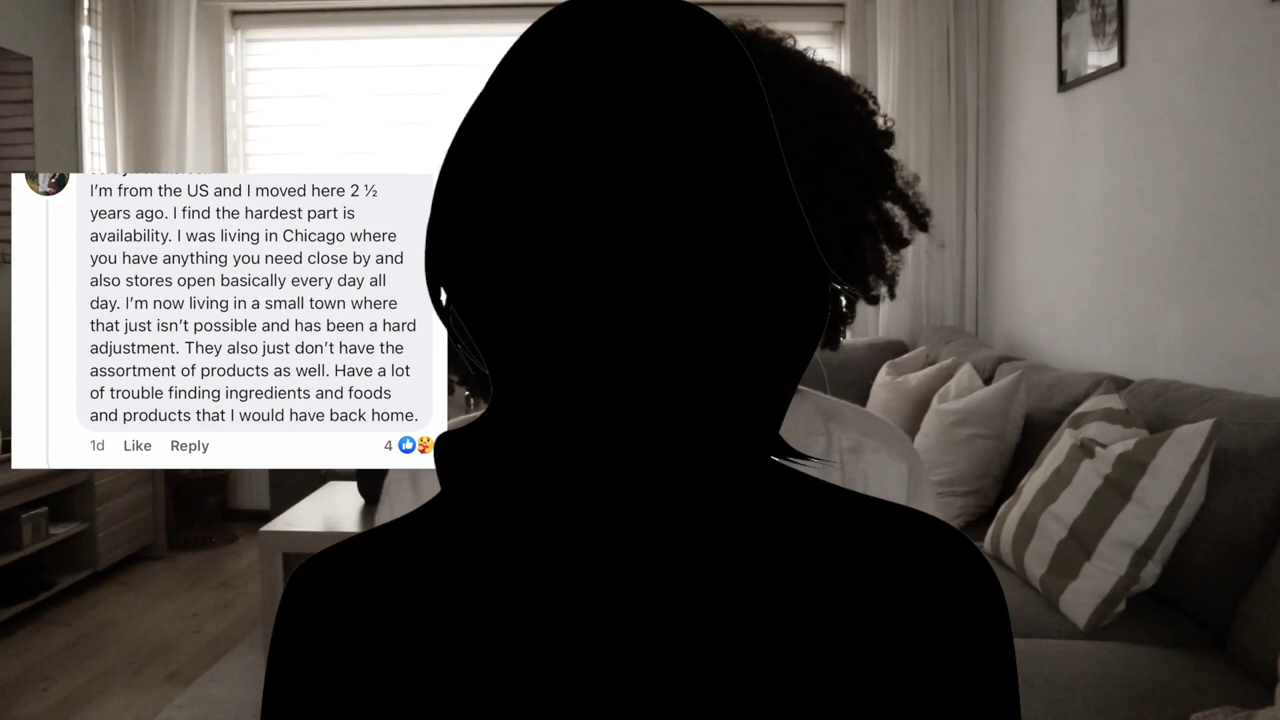 I’m from the US and I moved here 2 ½
years ago. I find the hardest part is
availability. I was living in Chicago where
you have anything you need close by and
also stores open basically every day all
day. I’m now living in a small town where
that just isn’t possible and has been a hard
adjustment. They also just don’t have the
assortment of products as well. Have a lot
of trouble finding ingredients and foods
and products that I would have back home.
1d Like Reply 4